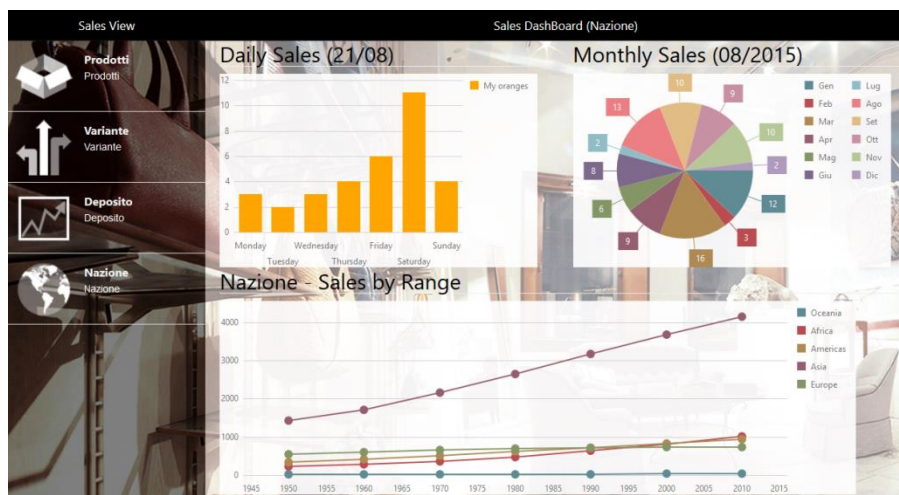 Sales View
Sales DashBoard (Nazione)
Prodotti
Prodotti
Variante
Variante
Deposito
Deposito
Nazione
Nazione
Daily Sales (21/08)
12
10
8
6
4
2
0
Monday
Tuesday
Wednesday
Thursday
Friday
Saturday
Sunday
My oranges
Monthly Sales (08/2015)
10
9
10
2
12
3
16
9
6
8
2
13
Gen
Lug
Feb
Ago
Mar
Set
Apr
Ott
Mag
Nov
Giu
Dic
Nazione - Sales by Range
4000
3000
2000
1000
0
1945 1950 1955 1960 1965 1970 1975 1980 1985 1990 1995 2000 2005 2010 2015
Oceania
Africa
Americas
Asia
Europe